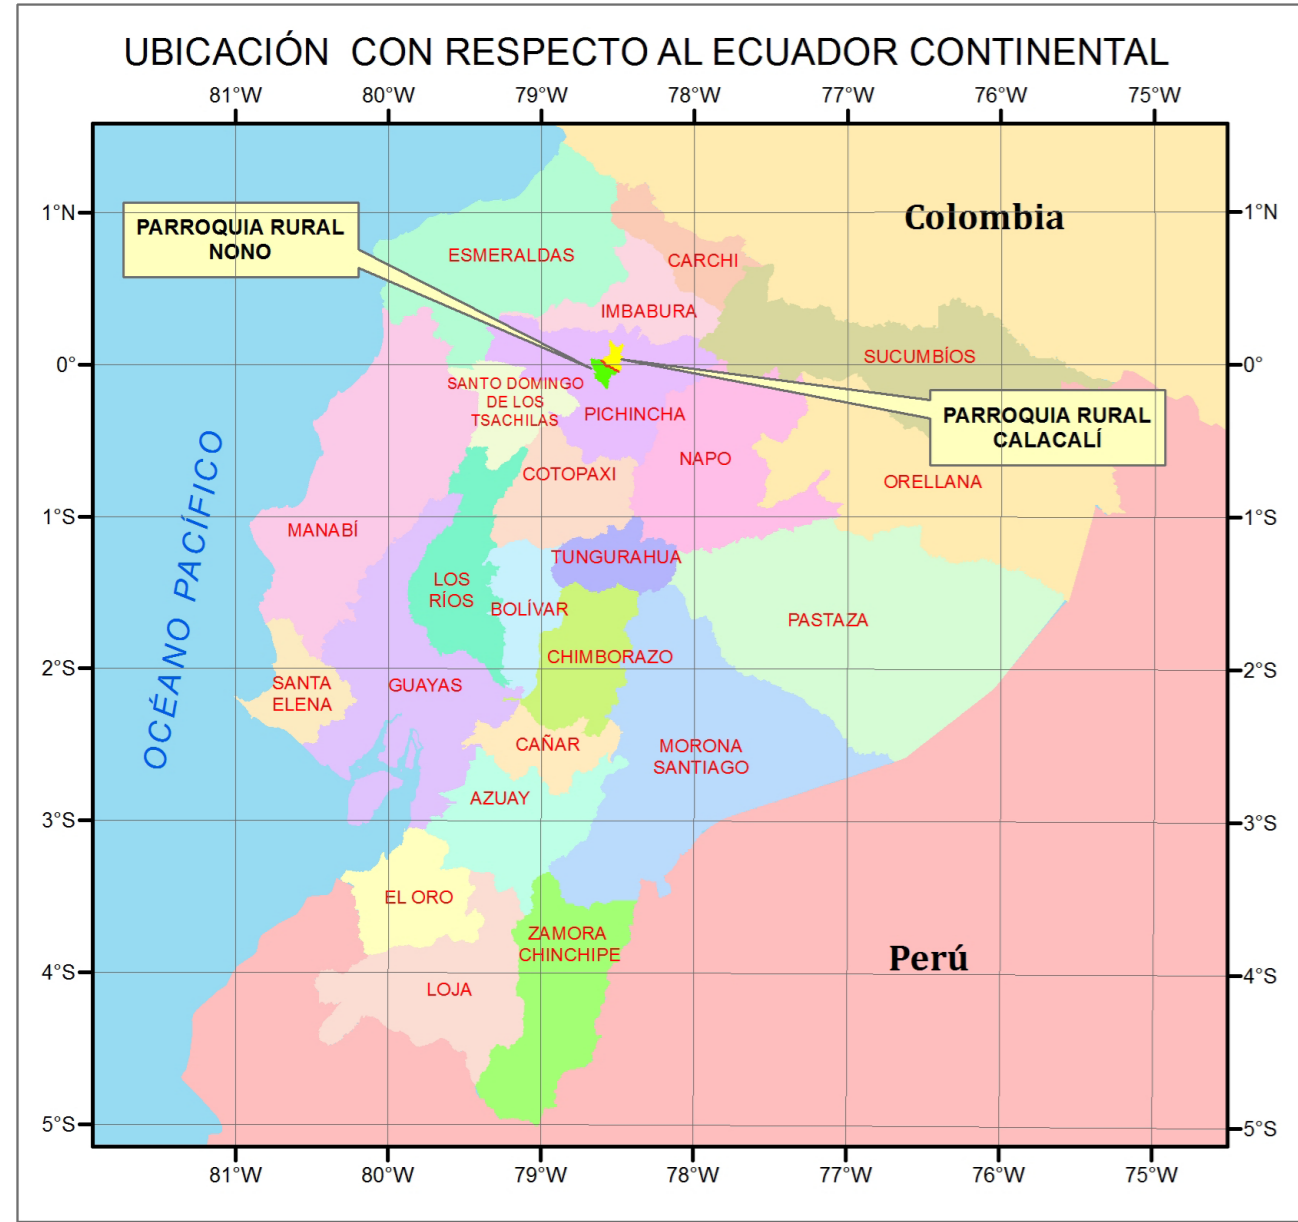 UBICACIÓN CON RESPECTO AL ECUADOR CONTINENTAL
81°W 80°W 79°W 78°W 77°W 76°W 75°W
1°N
1°N
PARROQUIA RURAL
NONO
Colombia
ESMERALDAS
CARCHI
IMBABURA
0°
0°
SUCUMBÍOS
SANTO DOMINGO
DE LOS
TSACHILAS
PICHINCHA
PARROQUIA RURAL
CALACALÍ
NAPO
COTOPAXI
ORELLANA
1°S
1°S
MANABÍ
OCÉANO PACÍFICO
TUNGURAHUA
LOS
RÍOS
BOLÍVAR
PASTAZA
CHIMBORAZO
2°S
2°S
SANTA
ELENA
GUAYAS
CAÑAR
MORONA
SANTIAGO
AZUAY
3°S
3°S
EL ORO
ZAMORA
CHINCHIPE
Perú
4°S
4°S
LOJA
5°S
5°S
81°W 80°W 79°W 78°W 77°W 76°W 75°W